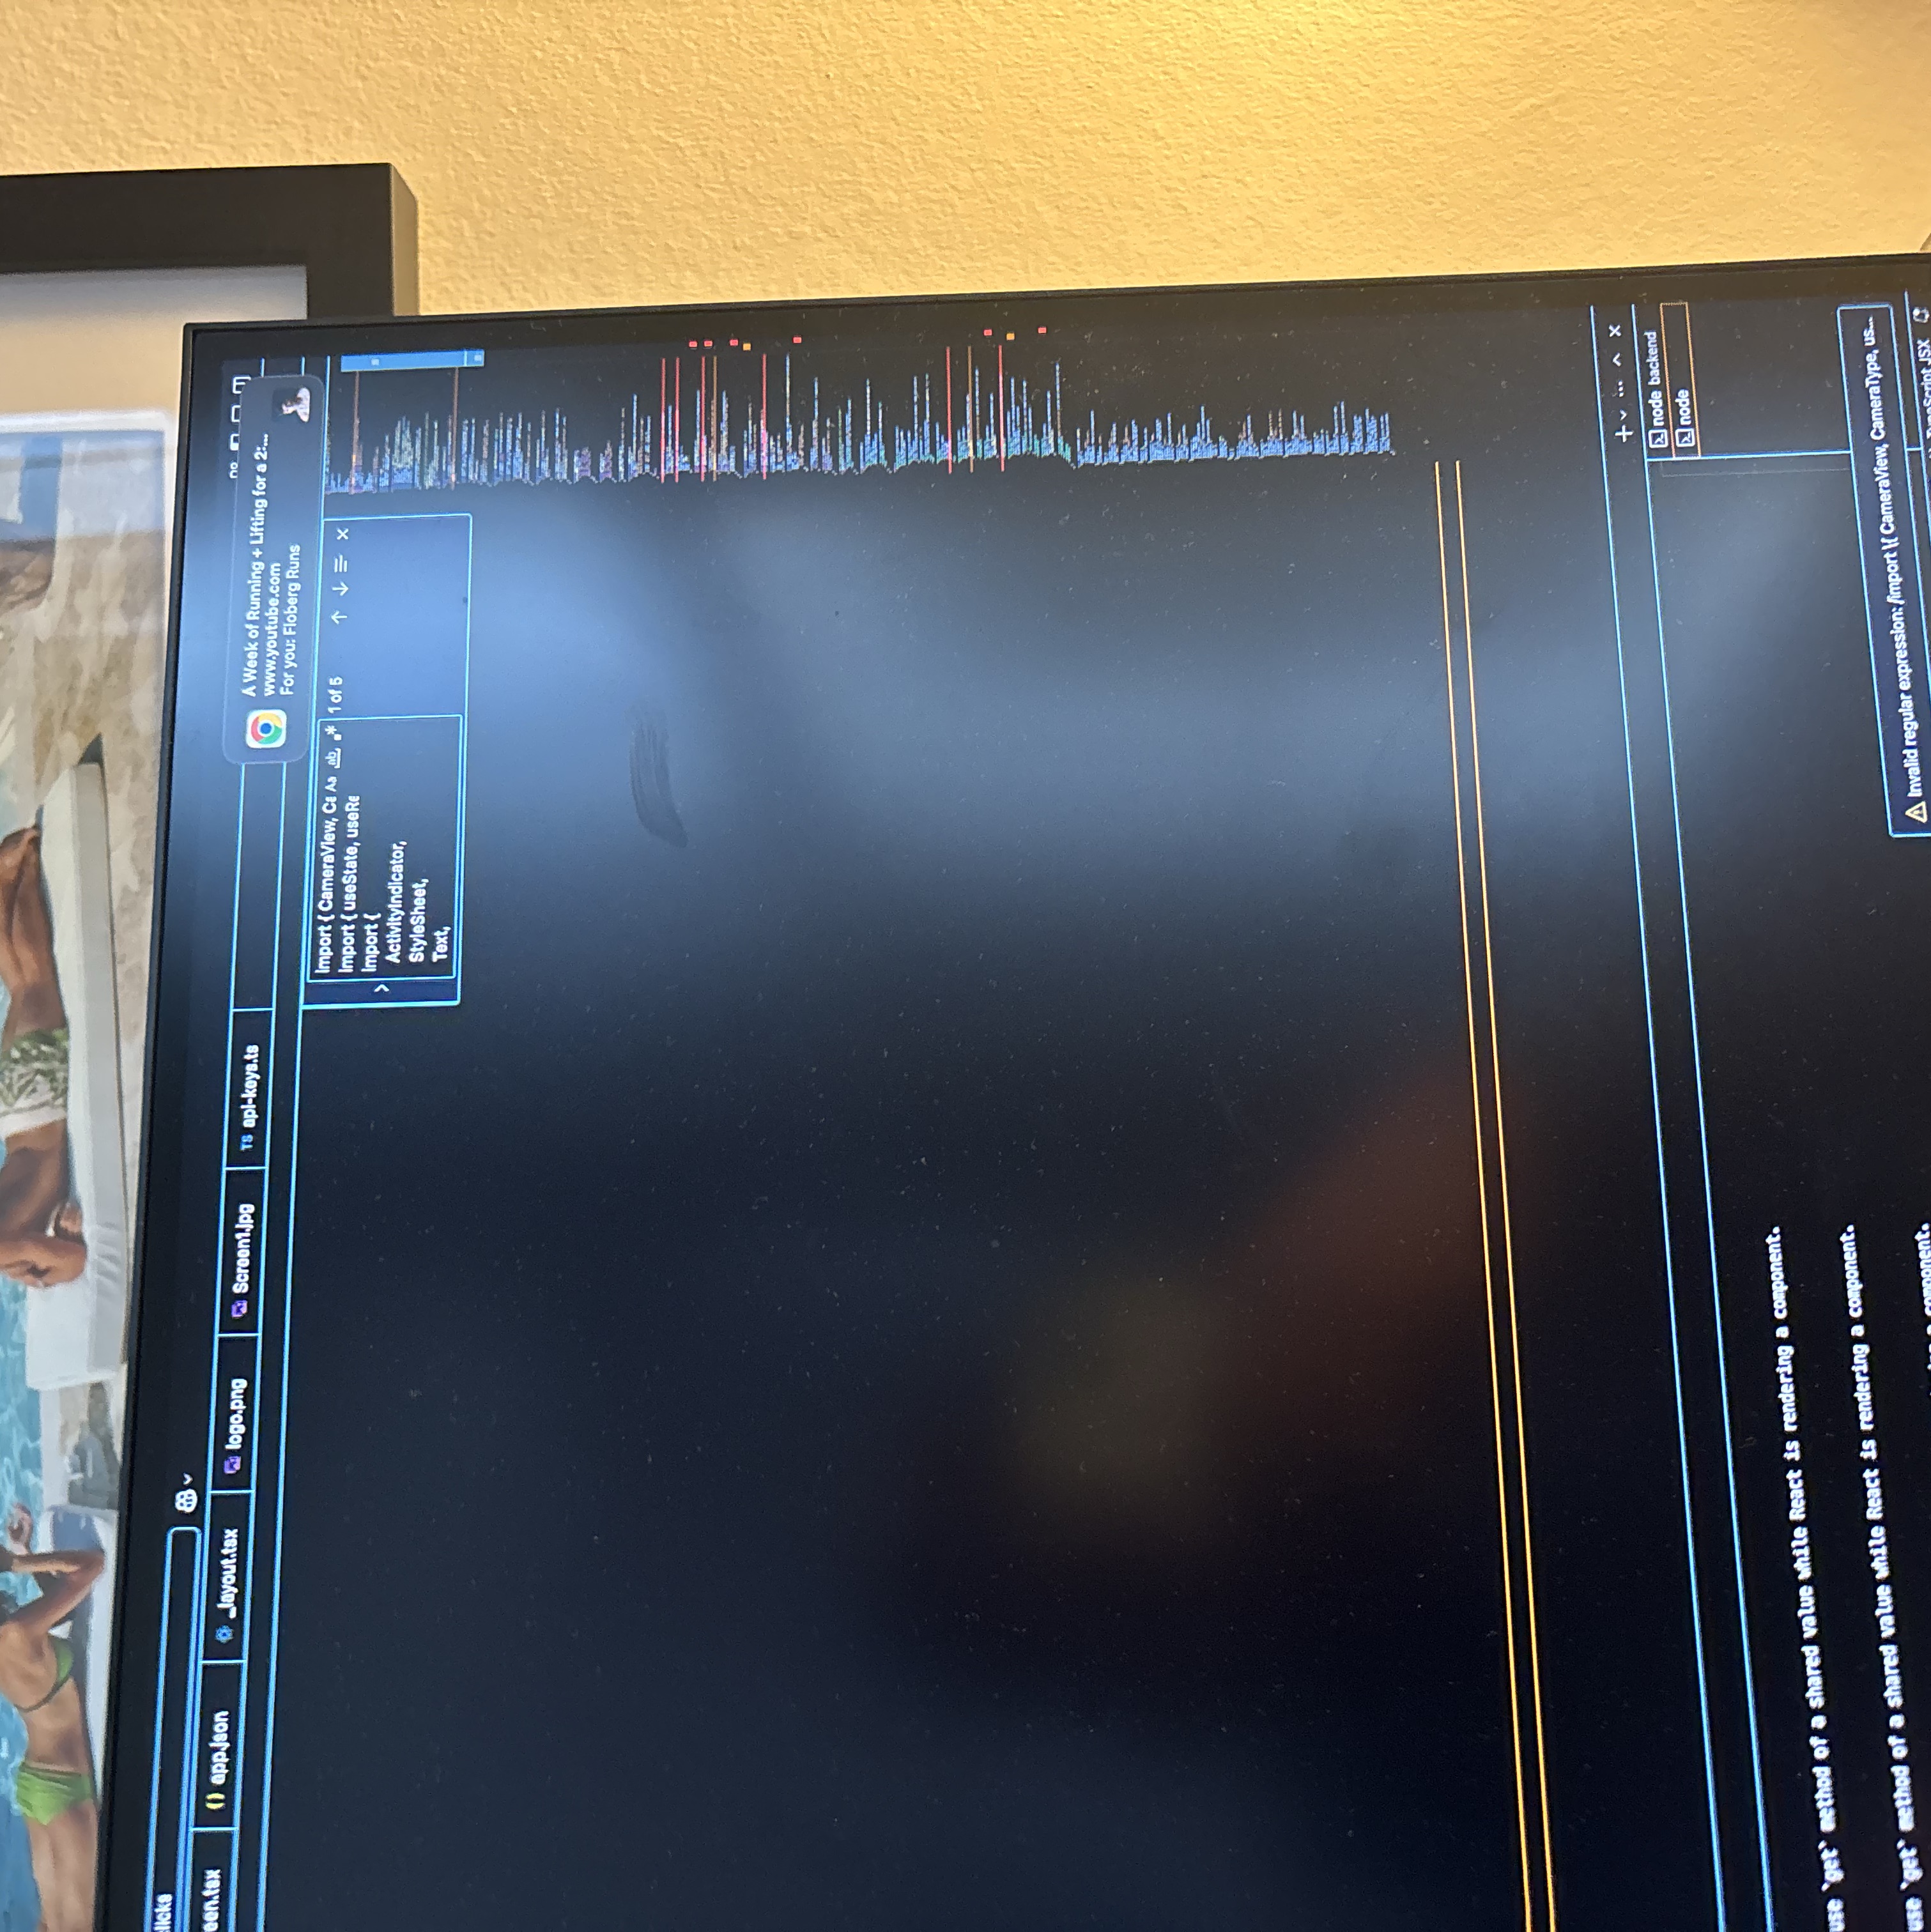 licks
een.tsx
{} app.json
_layout.tsx
logo.png
Screen1.jpg
TS api-keys.ts
A Week of Running + Lifting for a 2:...
www.youtube.com
For you: Floberg Runs
import { CameraView, Ca Aa ab .* 1 of 5
import { useState, useRe
import {
ActivityIndicator,
StyleSheet,
Text,
node backend
node
use `get` method of a shared value while React is rendering a component.
use `get` method of a shared value while React is rendering a component.
a component.
Invalid regular expression: /import \{ CameraView, CameraType, us...
TypeScript JSX